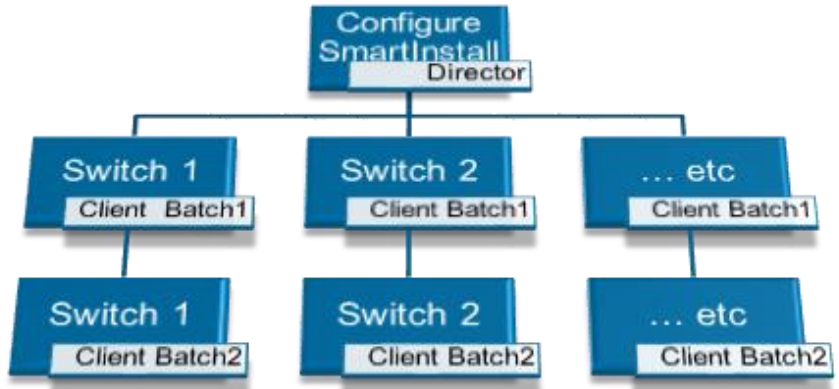 Configure
SmartInstall
Director
Switch 1
Client Batch1
Switch 2
Client Batch1
... etc
Client Batch1
Switch 1
Client Batch2
Switch 2
Client Batch2
... etc
Client Batch2